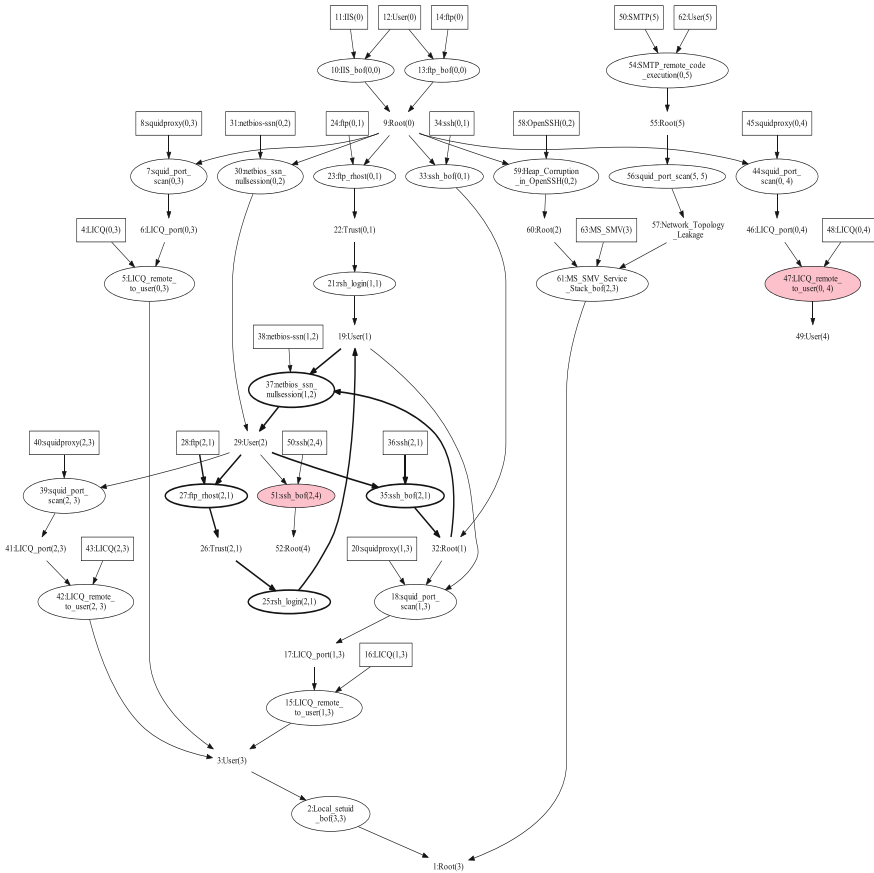 11:IIS(0)
12:User(0)
14:ftp(0)
50:SMTP(5)
62:User(5)
10:IIS_bof(0,0)
13:ftp_bof(0,0)
54:SMTP_remote_code
_execution(0,5)
8:squidproxy(0,3)
31:netbios-ssn(0,2)
24:ftp(0,1)
9:Root(0)
34:ssh(0,1)
58:OpenSSH(0,2)
55:Root(5)
45:squidproxy(0,4)
7:squid_port_
scan(0,3)
30:netbios_ssn_
nullsession(0,2)
23:ftp_rhost(0,1)
33:ssh_bof(0,1)
59:Heap_Corruption
_in_OpenSSH(0,2)
56:squid_port_scan(5, 5)
44:squid_port_
scan(0, 4)
4:LICQ(0,3)
6:LICQ_port(0,3)
22:Trust(0,1)
60:Root(2)
63:MS_SMV(3)
57:Network_Topology
_Leakage
46:LICQ_port(0,4)
48:LICQ(0,4)
5:LICQ_remote_
to_user(0,3)
21:rsh_login(1,1)
61:MS_SMV_Service
_Stack_bof(2,3)
47:LICQ_remote_
to_user(0, 4)
38:netbios-ssn(1,2)
19:User(1)
49:User(4)
37:netbios_ssn_
nullsession(1,2)
40:squidproxy(2,3)
29:User(2)
28:ftp(2,1)
50:ssh(2,4)
36:ssh(2,1)
39:squid_port_
scan(2, 3)
27:ftp_rhost(2,1)
51:ssh_bof(2,4)
35:ssh_bof(2,1)
41:LICQ_port(2,3)
43:LICQ(2,3)
26:Trust(2,1)
52:Root(4)
20:squidproxy(1,3)
32:Root(1)
42:LICQ_remote_
to_user(2, 3)
25:rsh_login(2,1)
18:squid_port_
scan(1,3)
17:LICQ_port(1,3)
16:LICQ(1,3)
15:LICQ_remote_
to_user(1,3)
3:User(3)
2:Local_setuid
_bof(3,3)
1:Root(3)